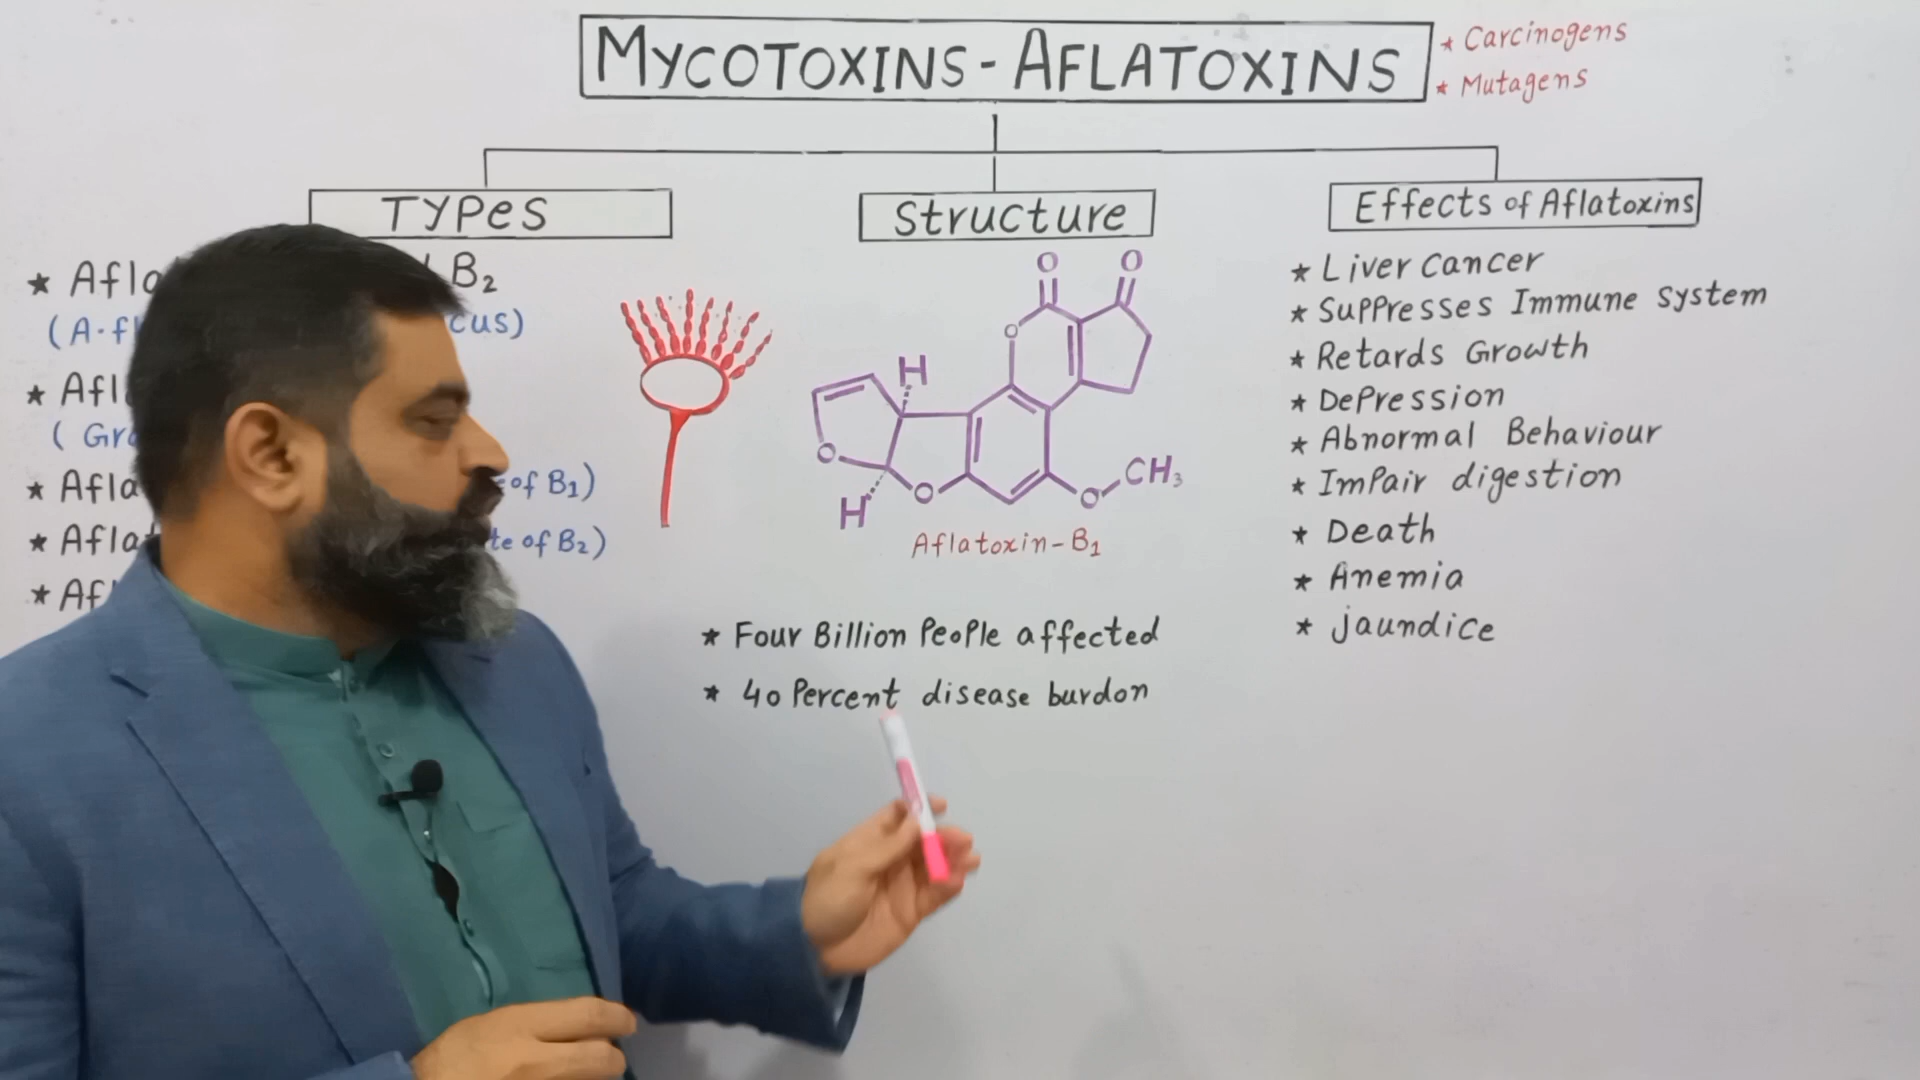 MYCOTOXINS - AFLATOXINS
★ Carcinogens
★ Mutagens
TYPES
★ Afla B₂
(A.fl cus)
★ Afl
( Gr
★ Afla of B₁)
★ Afla te of B₂)
★ Af
Structure
O O
O
H
O
H
O
O
CH₃
Aflatoxin-B₁
★ Four Billion People affected
★ 40 Percent disease burdon
Effects of Aflatoxins
★ Liver cancer
★ Suppresses Immune system
★ Retards Growth
★ Depression
★ Abnormal Behaviour
★ Impair digestion
★ Death
★ Anemia
★ jaundice